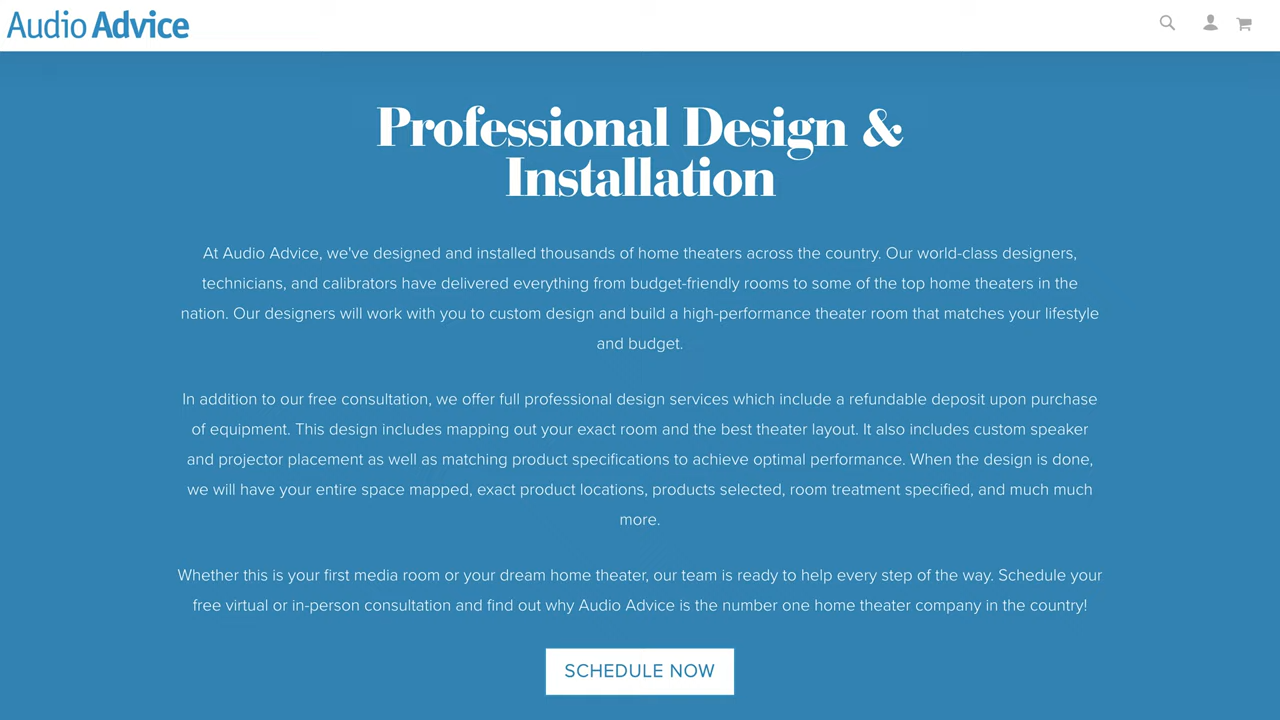 Audio Advice
Professional Design &
Installation
At Audio Advice, we've designed and installed thousands of home theaters across the country. Our world-class designers,
technicians, and calibrators have delivered everything from budget-friendly rooms to some of the top home theaters in the
nation. Our designers will work with you to custom design and build a high-performance theater room that matches your lifestyle
and budget.
In addition to our free consultation, we offer full professional design services which include a refundable deposit upon purchase
of equipment. This design includes mapping out your exact room and the best theater layout. It also includes custom speaker
and projector placement as well as matching product specifications to achieve optimal performance. When the design is done,
we will have your entire space mapped, exact product locations, products selected, room treatment specified, and much much
more.
Whether this is your first media room or your dream home theater, our team is ready to help every step of the way. Schedule your
free virtual or in-person consultation and find out why Audio Advice is the number one home theater company in the country!
SCHEDULE NOW